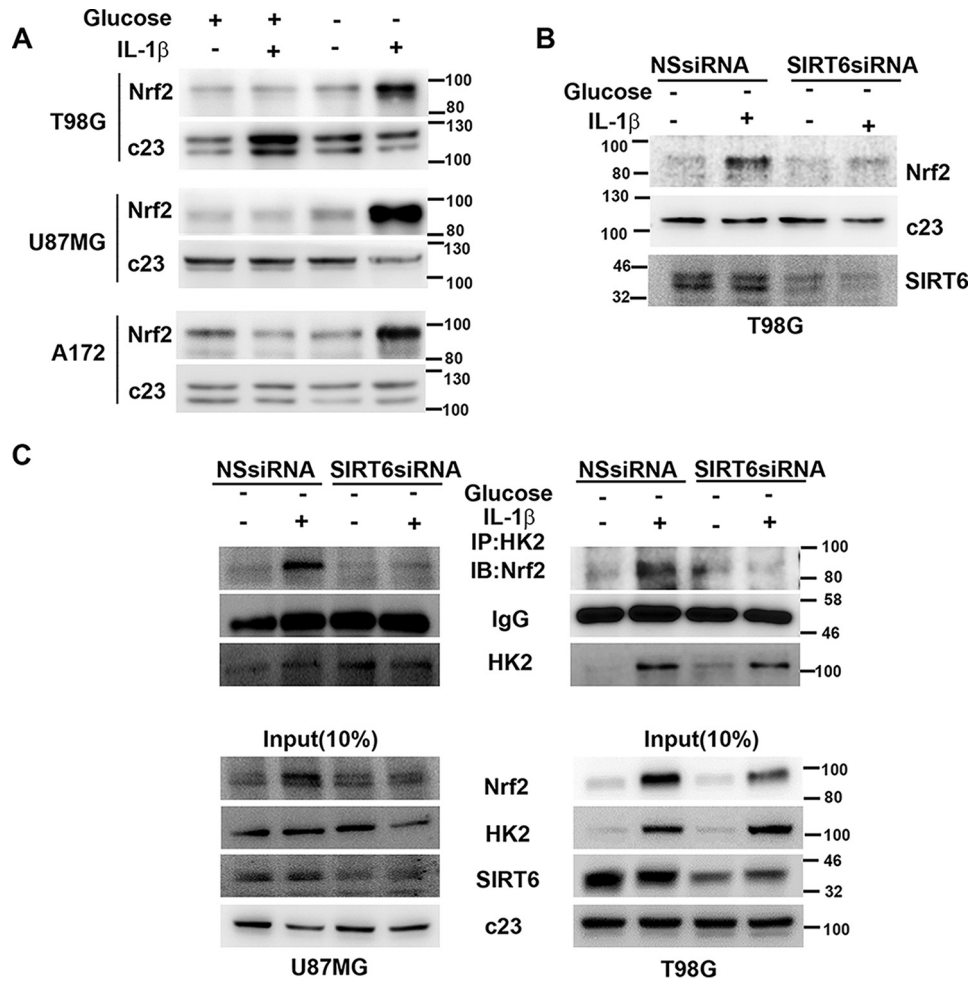 A
Glucose + + - -
IL-1β - + - +
T98G
Nrf2
100
80
c23
130
100
U87MG
Nrf2
100
80
c23
130
100
A172
Nrf2
100
80
c23
130
100
B
NSsiRNA SIRT6siRNA
Glucose - - - -
IL-1β - + - +
100
80
Nrf2
130
100
c23
46
32
SIRT6
T98G
C
NSsiRNA SIRT6siRNA
- - - -
- + - +
Glucose
IL-1β
IP:HK2
IB:Nrf2
IgG
HK2
NSsiRNA SIRT6siRNA
- - - -
- + - +
100
80
58
46
100
Input(10%)
Nrf2
HK2
SIRT6
c23
U87MG
Input(10%)
100
80
100
46
32
100
T98G